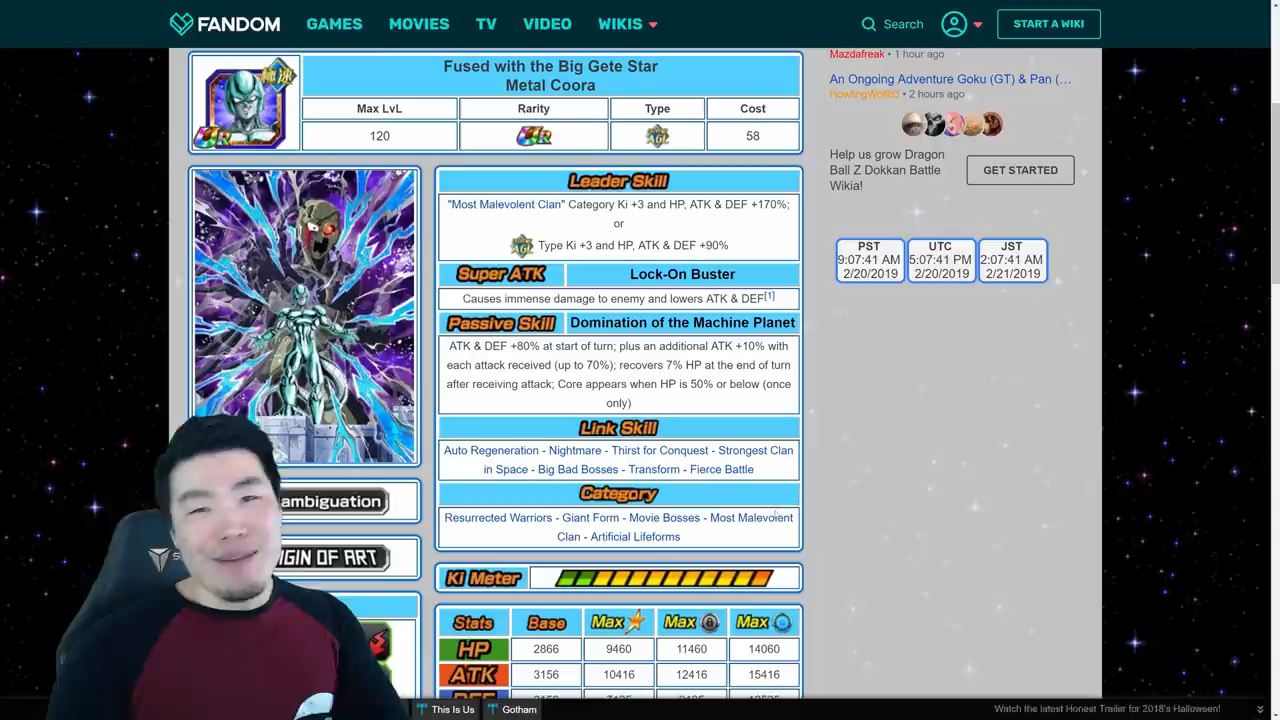 FANDOM
GAMES
MOVIES
TV
VIDEO
WIKIS
Search
START A WIKI
Fused with the Big Gete Star
Metal Coora
Max LvL
Rarity
Type
Cost
120
UR
58
Leader Skill
"Most Malevolent Clan" Category Ki +3 and HP, ATK & DEF +170%;
or
Type Ki +3 and HP, ATK & DEF +90%
Super ATK
Lock-On Buster
Causes immense damage to enemy and lowers ATK & DEF[1]
Passive Skill
Domination of the Machine Planet
ATK & DEF +80% at start of turn; plus an additional ATK +10% with
each attack received (up to 70%); recovers 7% HP at the end of turn
after receiving attack; Core appears when HP is 50% or below (once
only)
Link Skill
Auto Regeneration - Nightmare - Thirst for Conquest - Strongest Clan
in Space - Big Bad Bosses - Transform - Fierce Battle
Category
Resurrected Warriors - Giant Form - Movie Bosses - Most Malevolent
Clan - Artificial Lifeforms
ambiguation
IGIN OF ART
Ki Meter
Stats
Base
Max
Max
Max
HP
2866
9460
11460
14060
ATK
3156
10416
12416
15416
Mazdafreak • 1 hour ago
An Ongoing Adventure Goku (GT) & Pan (…
HowlingWolf83 • 2 hours ago
Help us grow Dragon
Ball Z Dokkan Battle
Wikia!
GET STARTED
PST
9:07:41 AM
2/20/2019
UTC
5:07:41 PM
2/20/2019
JST
2:07:41 AM
2/21/2019
This Is Us
Gotham
Watch the latest Honest Trailer for 2018's Halloween!